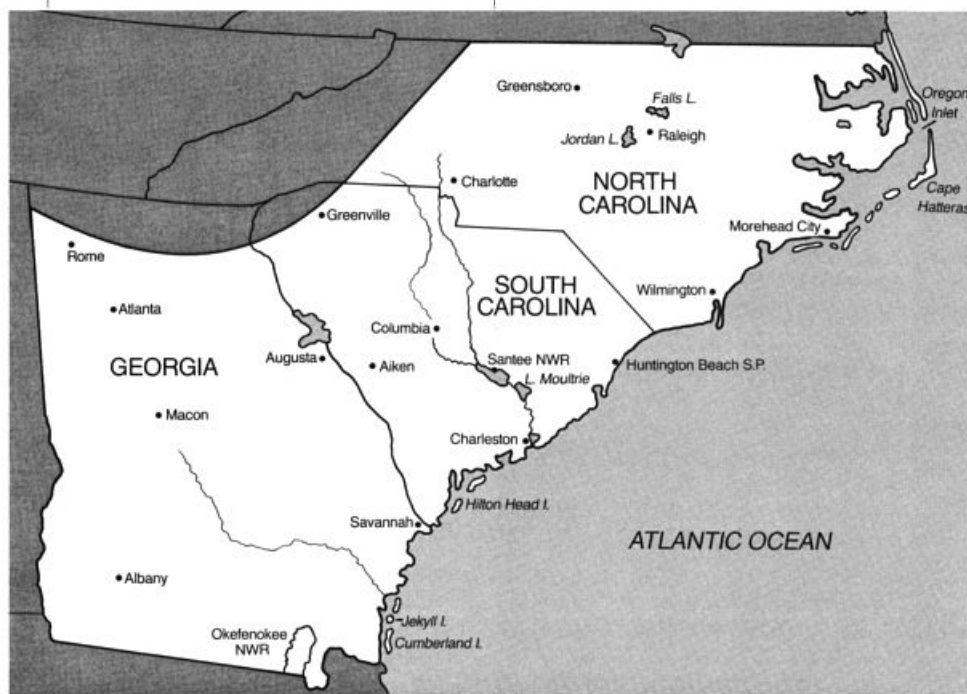 Greensboro
Falls L.
Oregon
Inlet
Jordan L.
Raleigh
Charlotte
NORTH
CAROLINA
Cape
Hatteras
Greenville
Morehead City
Rome
SOUTH
CAROLINA
Wilmington
Atlanta
Columbia
GEORGIA
Augusta
Aiken
Santee NWR
Huntington Beach S.P.
L. Moultrie
Macon
Charleston
Hilton Head I.
Savannah
ATLANTIC OCEAN
Albany
Jekyll I.
Okefenokee
NWR
Cumberland I.